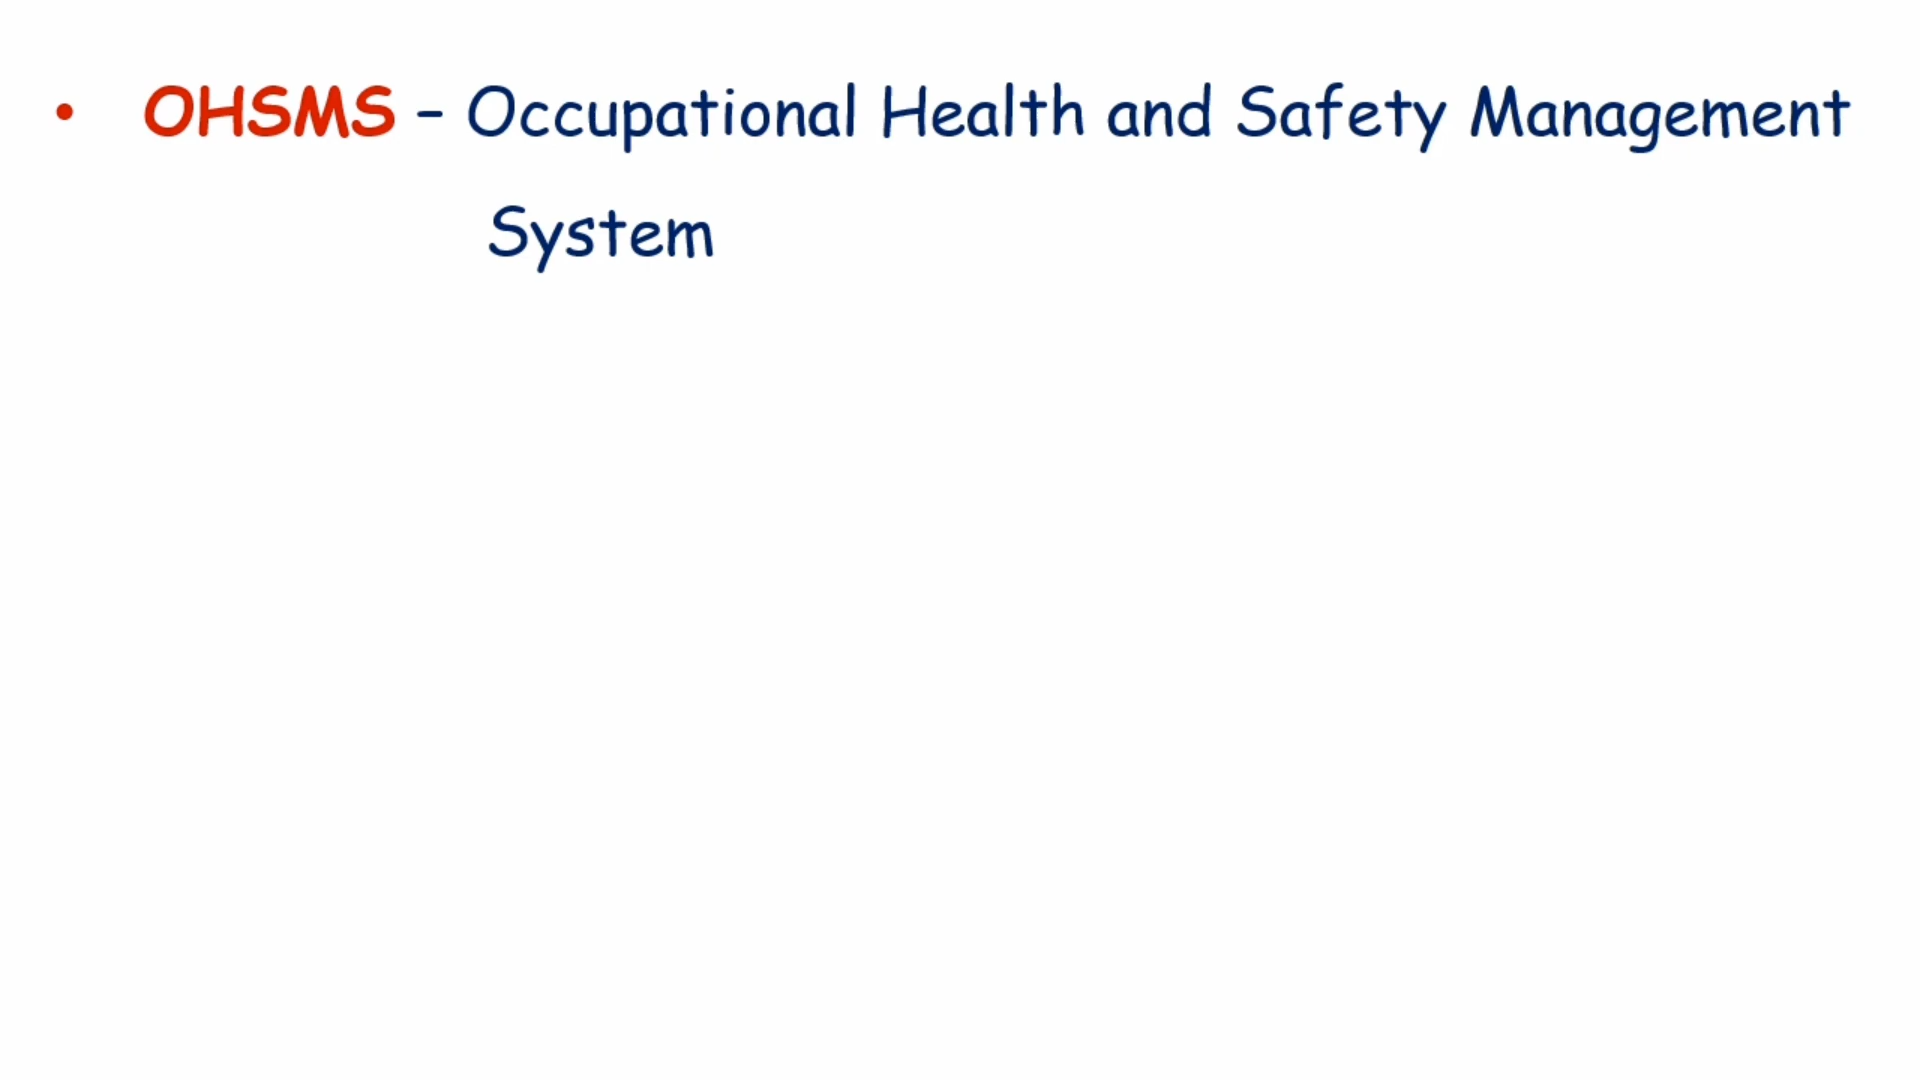 • OHSMS – Occupational Health and Safety Management
System